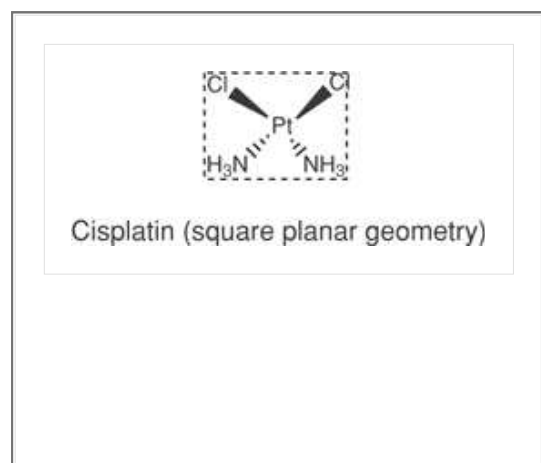 Cl Cl
Pt
H₃N NH₃
Cisplatin (square planar geometry)